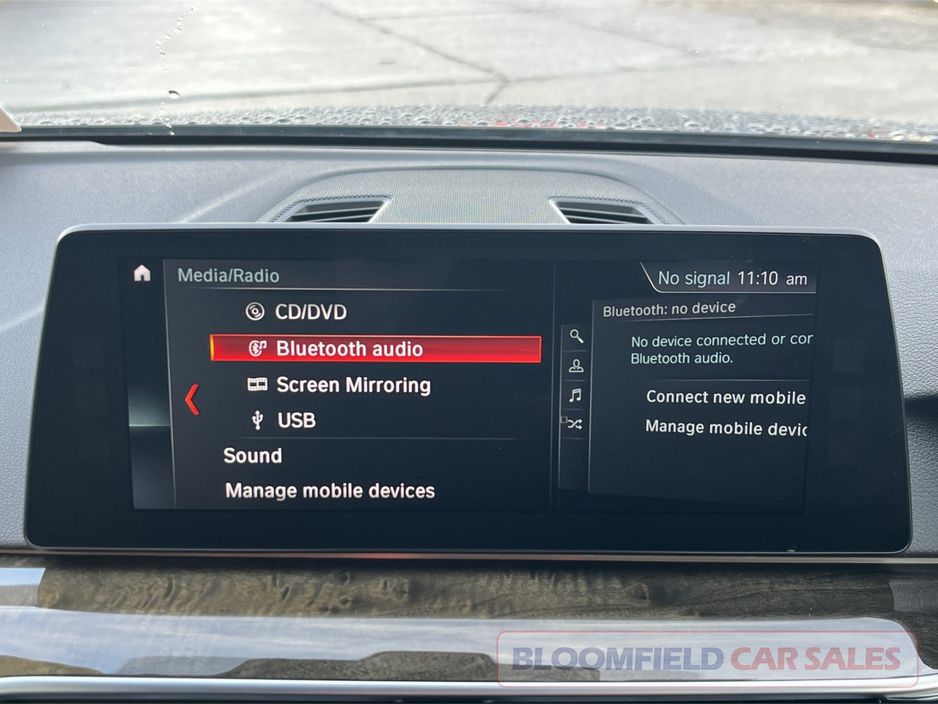 Media/Radio
No signal 11:10 am
CD/DVD
Bluetooth audio
Screen Mirroring
USB
Sound
Manage mobile devices
Bluetooth: no device
No device connected or cor
Bluetooth audio.
Connect new mobile
Manage mobile devic
BLOOMFIELD CAR SALES